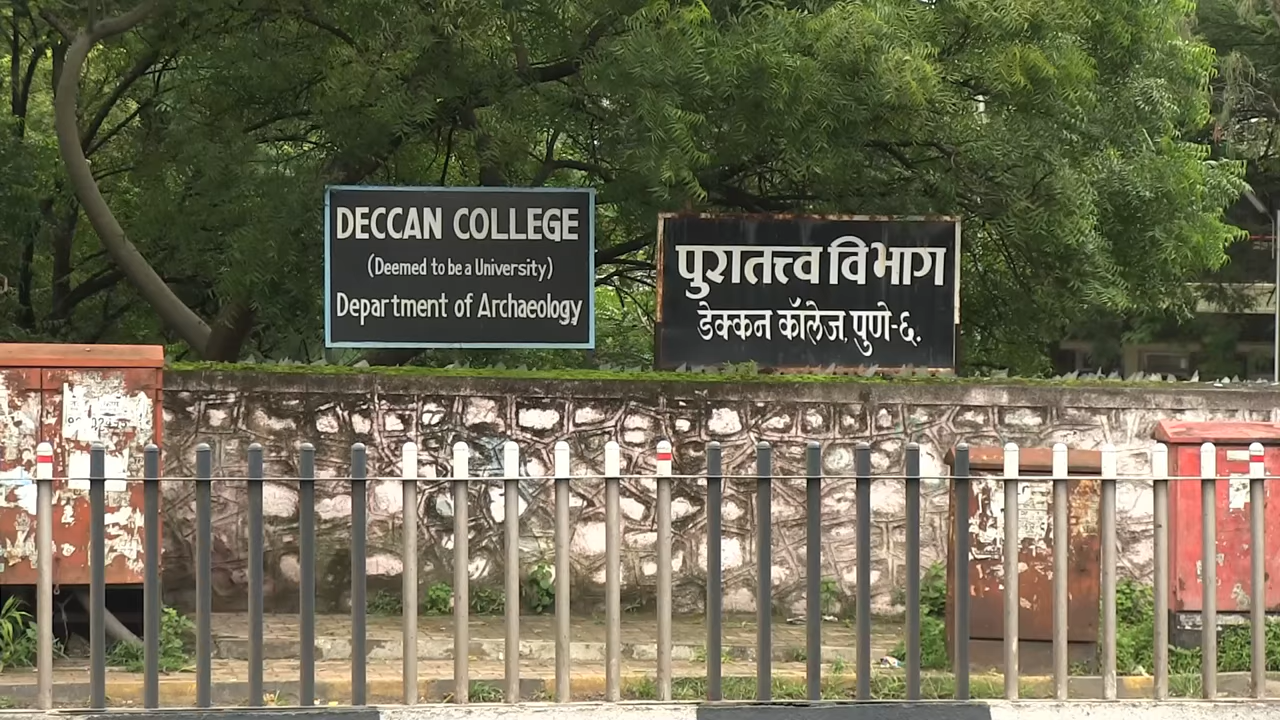 DECCAN COLLEGE
(Deemed to be a University)
Department of Archaeology
पुरातत्त्व विभाग
डेक्कन कॉलेज, पुणे-६.